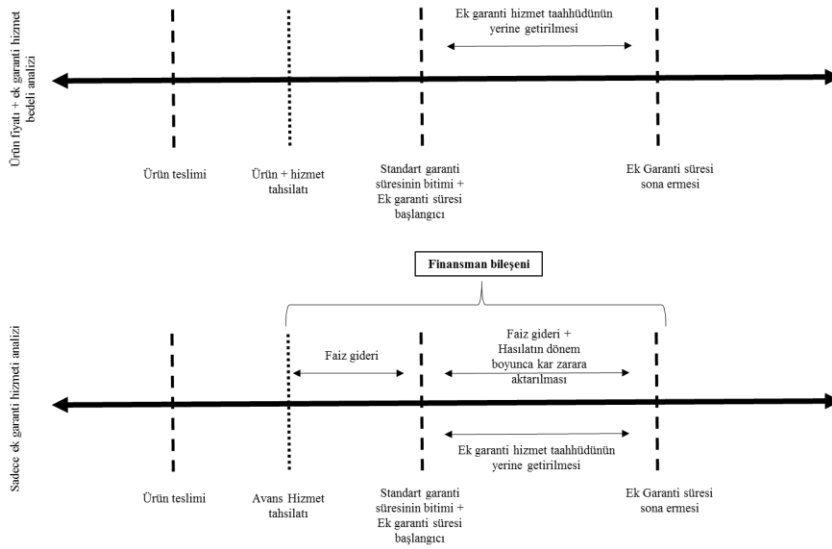 Ürün fiyatı + ek garanti hizmet
bedeli analizi
Ek garanti hizmet taahhüdünün
yerine getirilmesi
Ürün teslimi
Ürün + hizmet
tahsilatı
Standart garanti
süresinin bitimi +
Ek garanti süresi
başlangıcı
Ek Garanti süresi
sona ermesi
Sadece ek garanti hizmeti analizi
Finansman bileşeni
Faiz gideri
Faiz gideri +
Hasılatın dönem
boyunca kar zarara
aktarılması
Ek garanti hizmet taahhüdünün
yerine getirilmesi
Ürün teslimi
Avans Hizmet
tahsilatı
Standart garanti
süresinin bitimi +
Ek garanti süresi
başlangıcı
Ek Garanti süresi
sona ermesi